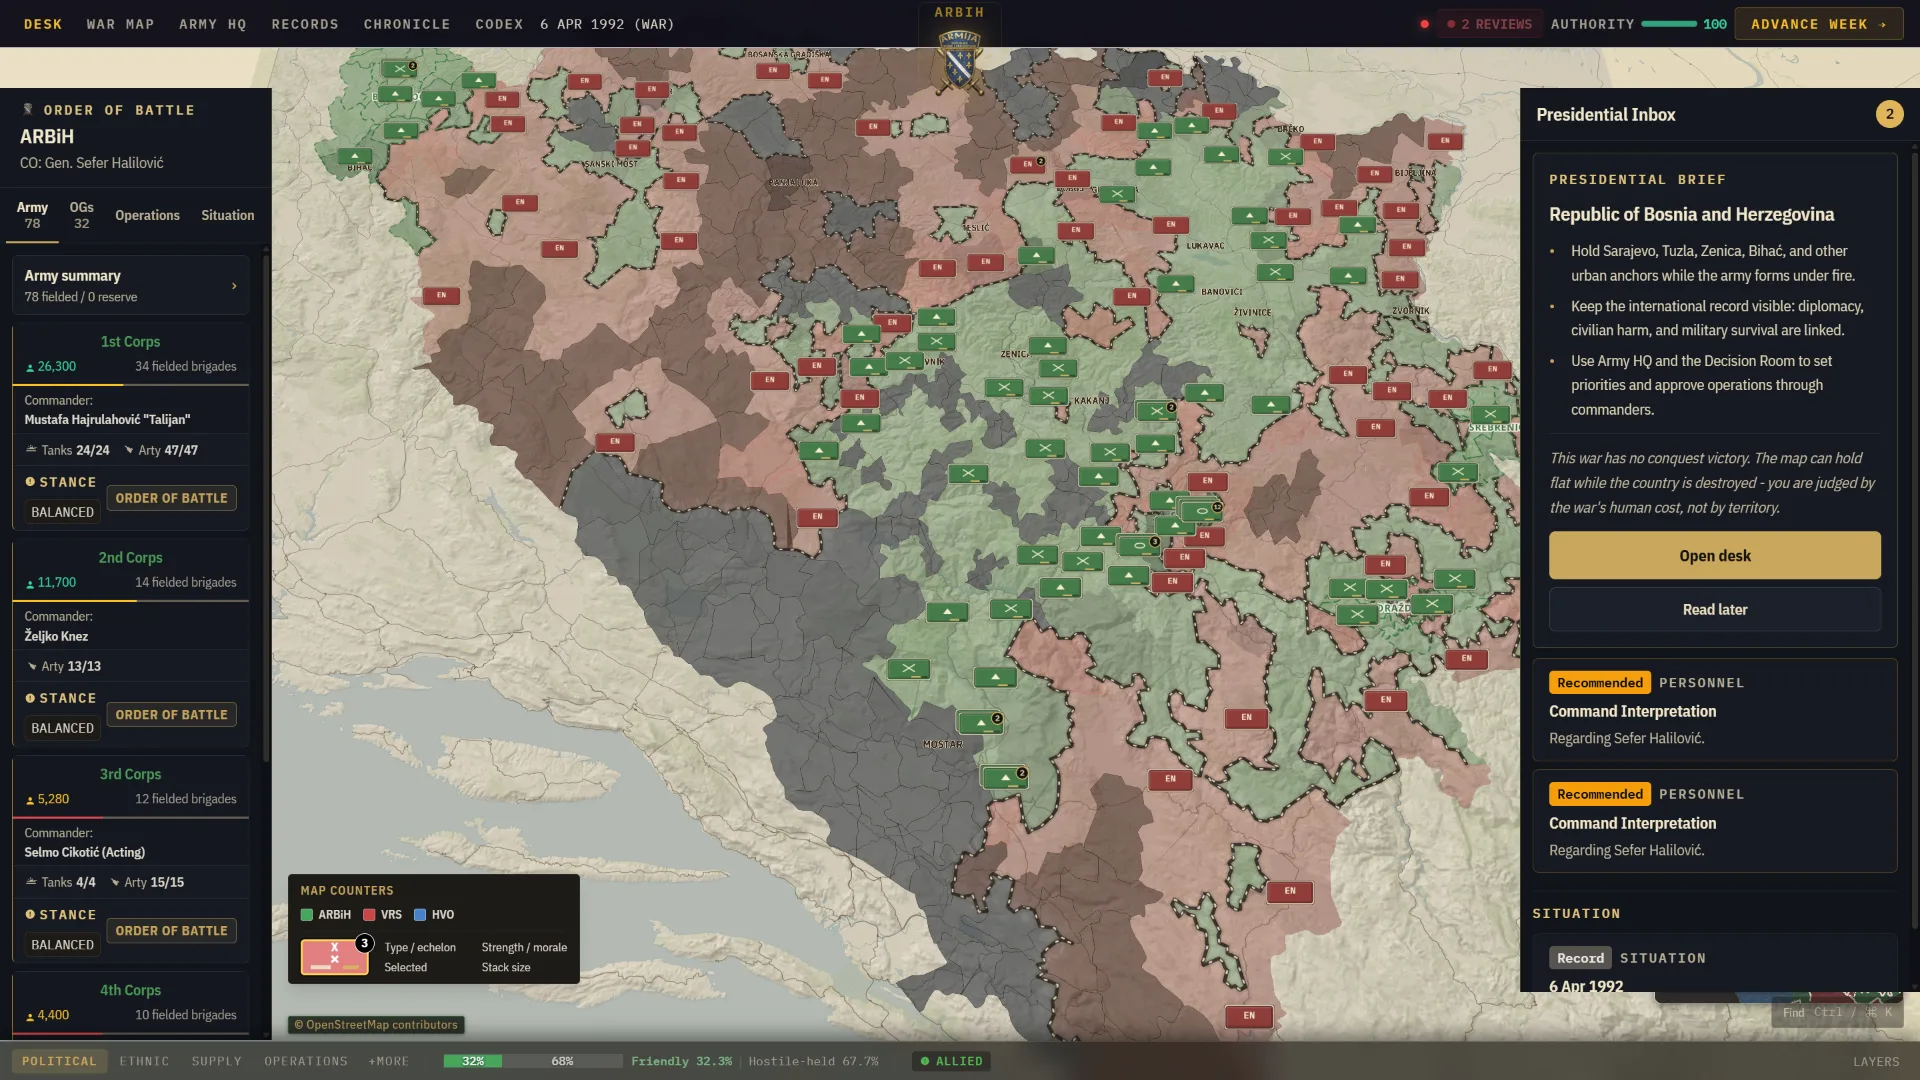 DESK
WAR MAP
ARMY HQ
RECORDS
CHRONICLE
CODEX
6 APR 1992 (WAR)
ARBIH
ARMIJA
2 REVIEWS
AUTHORITY
100
ADVANCE WEEK →
ORDER OF BATTLE
ARBiH
CO: Gen. Sefer Halilović
Army
78
OGs
32
Operations
Situation
Army summary
78 fielded / 0 reserve
›
1st Corps
26,300
34 fielded brigades
Commander:
Mustafa Hajrulahović "Talijan"
Tanks 24/24
Arty 47/47
STANCE
BALANCED
ORDER OF BATTLE
2nd Corps
11,700
14 fielded brigades
Commander:
Željko Knez
Arty 13/13
STANCE
BALANCED
ORDER OF BATTLE
3rd Corps
5,280
12 fielded brigades
Commander:
Selmo Cikotić (Acting)
Tanks 4/4
Arty 15/15
STANCE
BALANCED
ORDER OF BATTLE
4th Corps
4,400
10 fielded brigades
BOSANSKA GRADIŠKA
BIHAĆ
SANSKI MOST
BANJA LUKA
BRČKO
BIJELJINA
TESLIĆ
LUKAVAC
BANOVIĆI
ŽIVINICE
ZVORNIK
ZENICA
VNIK
KAKANJ
SREBRENI
ORAŽD
MOSTAR
MAP COUNTERS
ARBiH
VRS
HVO
X
X
3
Type / echelon
Strength / morale
Selected
Stack size
© OpenStreetMap contributors
Presidential Inbox
2
PRESIDENTIAL BRIEF
Republic of Bosnia and Herzegovina
• Hold Sarajevo, Tuzla, Zenica, Bihać, and other
urban anchors while the army forms under fire.
• Keep the international record visible: diplomacy,
civilian harm, and military survival are linked.
• Use Army HQ and the Decision Room to set
priorities and approve operations through
commanders.
This war has no conquest victory. The map can hold
flat while the country is destroyed - you are judged by
the war's human cost, not by territory.
Open desk
Read later
Recommended
PERSONNEL
Command Interpretation
Regarding Sefer Halilović.
Recommended
PERSONNEL
Command Interpretation
Regarding Sefer Halilović.
SITUATION
Record
SITUATION
6 Apr 1992
Find Ctrl / ⌘ K
POLITICAL
ETHNIC
SUPPLY
OPERATIONS
+MORE
32%
68%
Friendly 32.3%
Hostile-held 67.7%
ALLIED
LAYERS